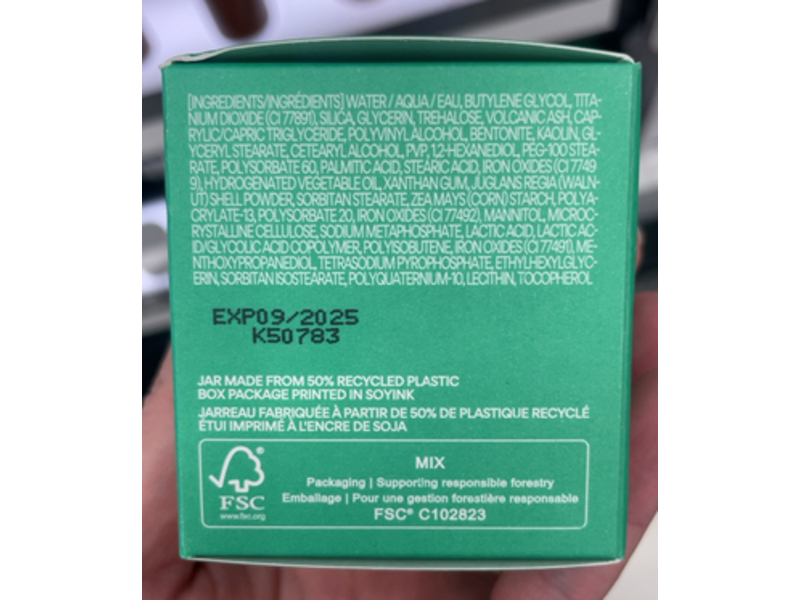 [INGREDIENTS/INGRÉDIENTS] WATER / AQUA / EAU, BUTYLENE GLYCOL, TITA-
NIUM DIOXIDE (CI 77891), SILICA, GLYCERIN, TREHALOSE, VOLCANIC ASH, CAP-
RYLIC/CAPRIC TRIGLYCERIDE, POLYVINYL ALCOHOL, BENTONITE, KAOLIN, GL-
YCERYL STEARATE, CETEARYL ALCOHOL, PVP, 1,2-HEXANEDIOL, PEG-100 STEA-
RATE, POLYSORBATE 60, PALMITIC ACID, STEARIC ACID, IRON OXIDES (CI 7749
9), HYDROGENATED VEGETABLE OIL, XANTHAN GUM, JUGLANS REGIA (WALN-
UT) SHELL POWDER, SORBITAN STEARATE, ZEA MAYS (CORN) STARCH, POLYA-
CRYLATE-13, POLYSORBATE 20, IRON OXIDES (CI 77492), MANNITOL, MICROC-
RYSTALLINE CELLULOSE, SODIUM METAPHOSPHATE, LACTIC ACID, LACTIC AC-
ID/GLYCOLIC ACID COPOLYMER, POLYISOBUTENE, IRON OXIDES (CI 77491), ME-
NTHOXYPROPANEDIOL, TETRASODIUM PYROPHOSPHATE, ETHYLHEXYLGLYC-
ERIN, SORBITAN ISOSTEARATE, POLYQUATERNIUM-10, LECITHIN, TOCOPHEROL
EXP09/2025
K50783
JAR MADE FROM 50% RECYCLED PLASTIC
BOX PACKAGE PRINTED IN SOYINK
JARREAU FABRIQUÉE À PARTIR DE 50% DE PLASTIQUE RECYCLÉ
ÉTUI IMPRIMÉ À L'ENCRE DE SOJA
MIX
Packaging | Supporting responsible forestry
Emballage | Pour une gestion forestière responsable
FSC® C102823
FSC
www.fsc.org